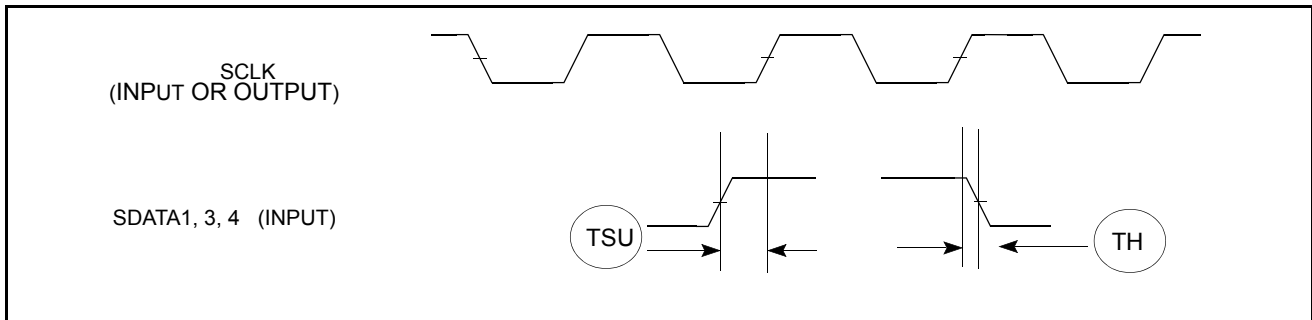 SCLK
(INPUT OR OUTPUT)
SDATA1, 3, 4 (INPUT)
TSU
TH